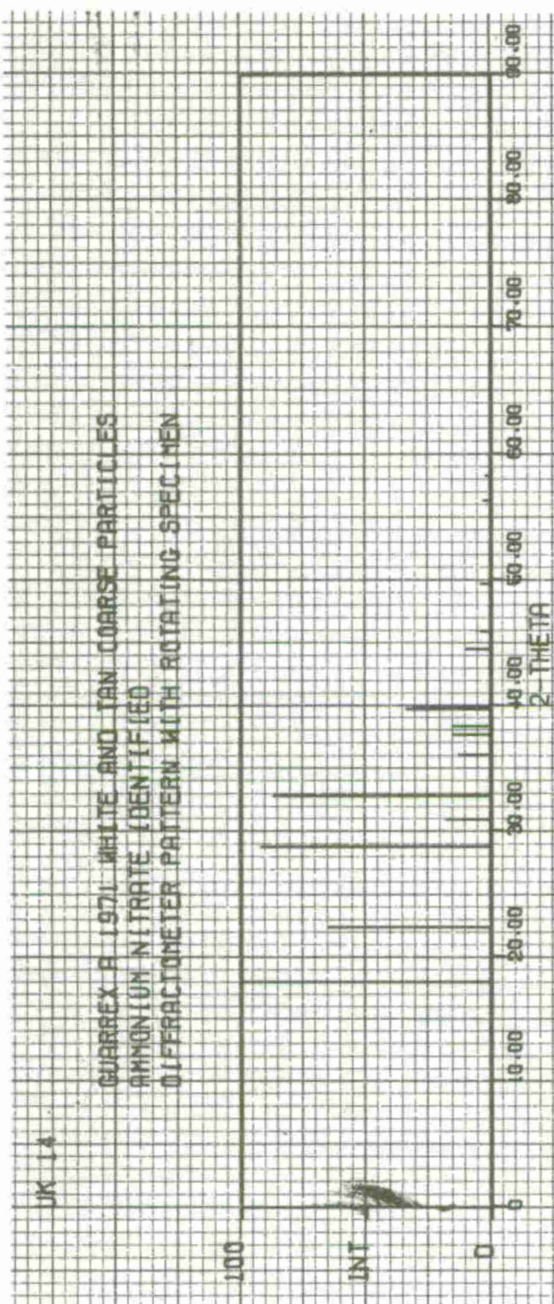 UK 14
QUARREX A 1971 WHITE AND TAN COARSE PARTICLES
AMMONIUM NITRATE IDENTIFIED
DIFFRACTOMETER PATTERN WITH ROTATING SPECIMEN
100
INT
0
0
10.00
20.00
30.00
40.00
50.00
60.00
70.00
80.00
90.00
2-THETA